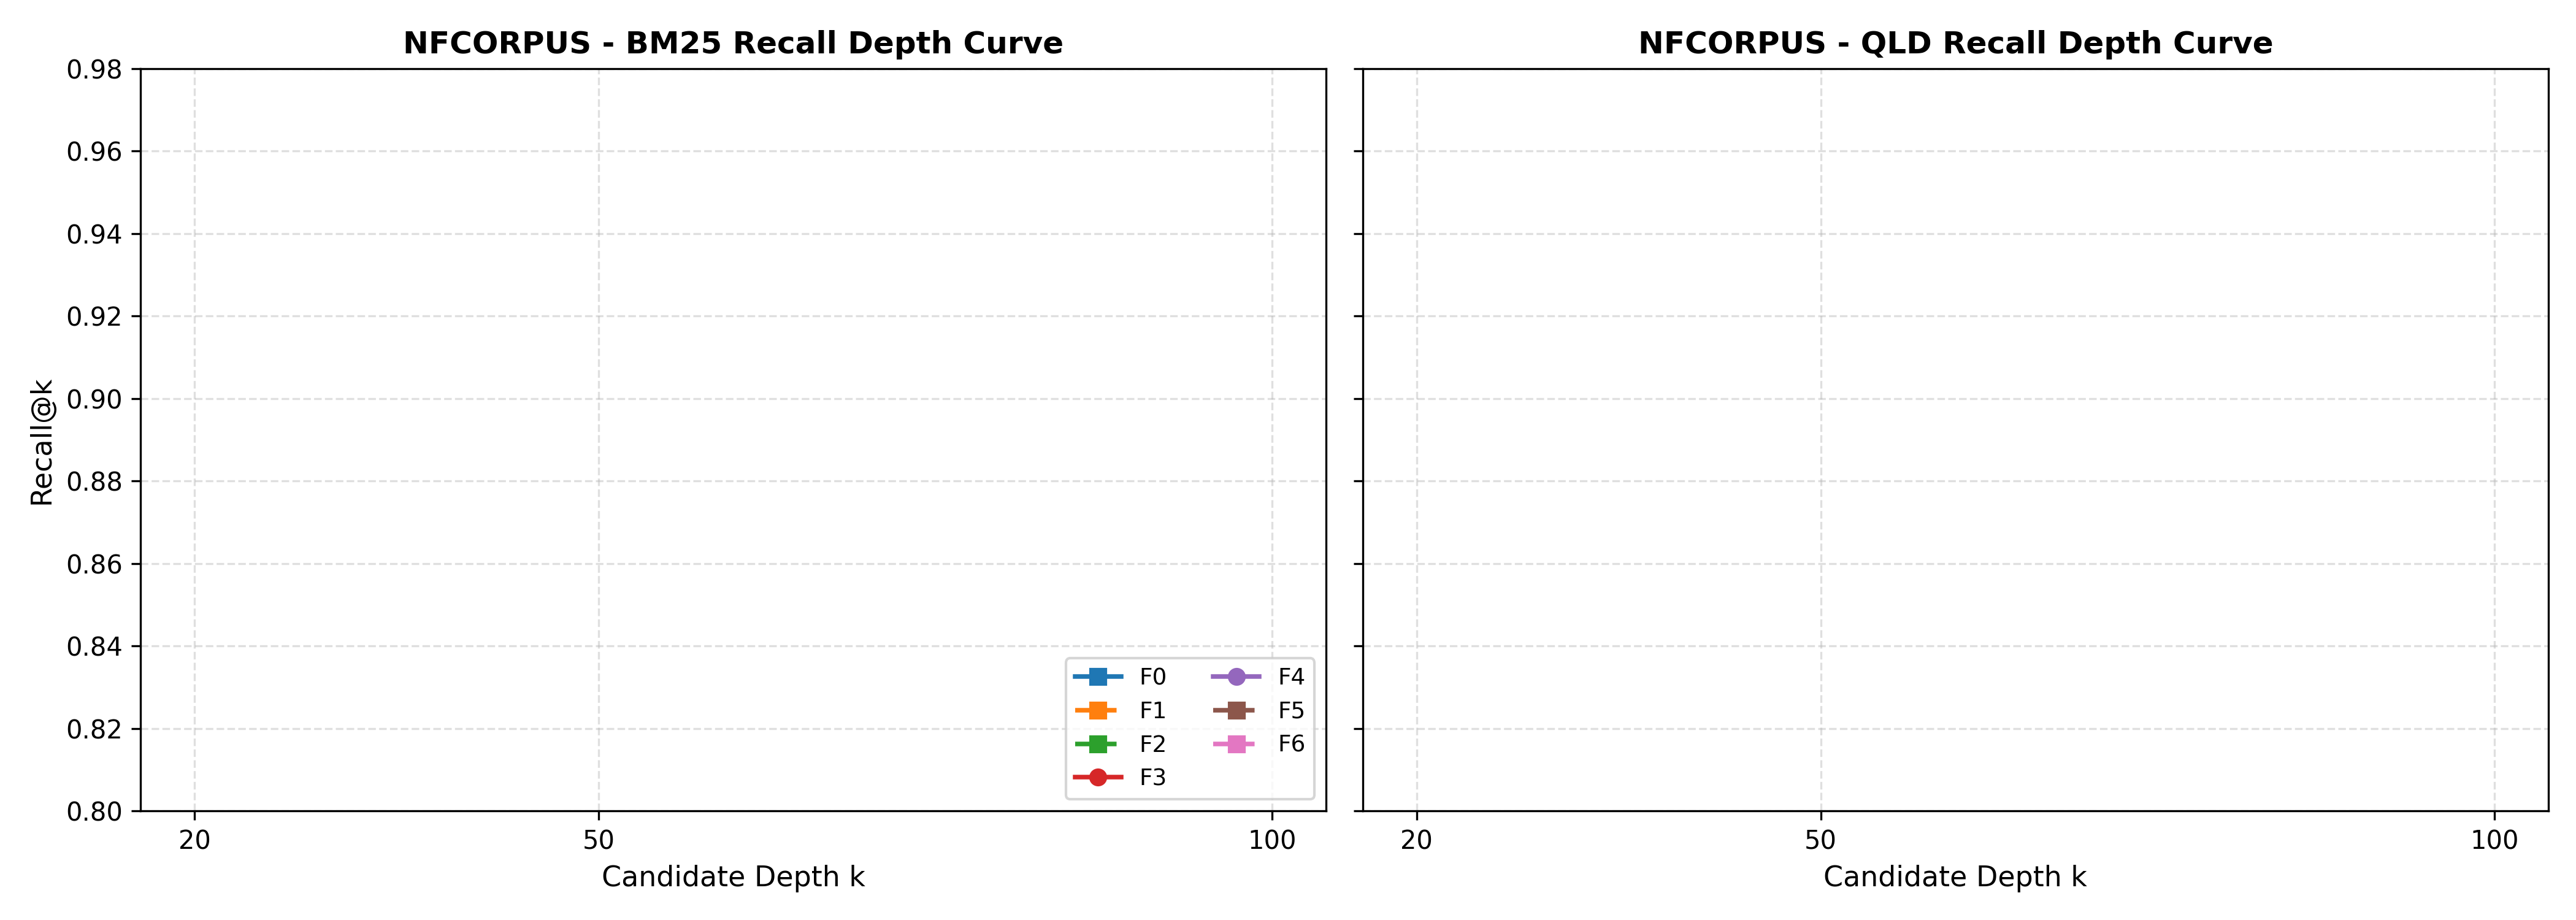 NFCORPUS - BM25 Recall Depth Curve
0.98
0.96
0.94
0.92
0.90
0.88
0.86
0.84
0.82
0.80
Recall@k
F0 F4
F1 F5
F2 F6
F3
20 50 100
Candidate Depth k
NFCORPUS - QLD Recall Depth Curve
20 50 100
Candidate Depth k